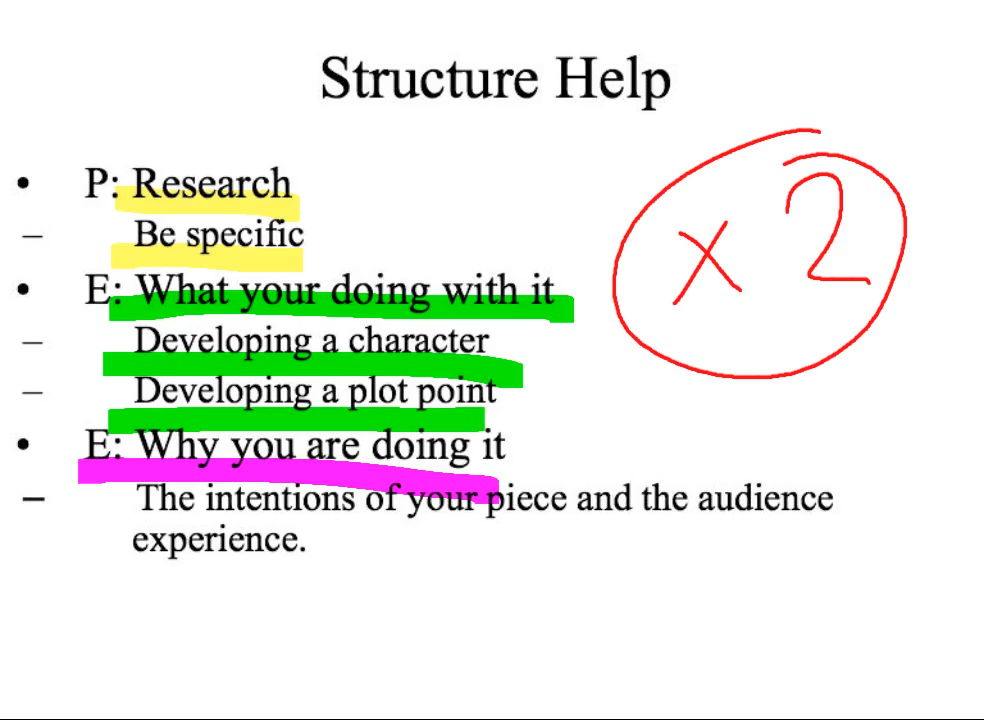 Structure Help
• P: Research
– Be specific
• E: What your doing with it
– Developing a character
– Developing a plot point
• E: Why you are doing it
– The intentions of your piece and the audience
experience.
x 2